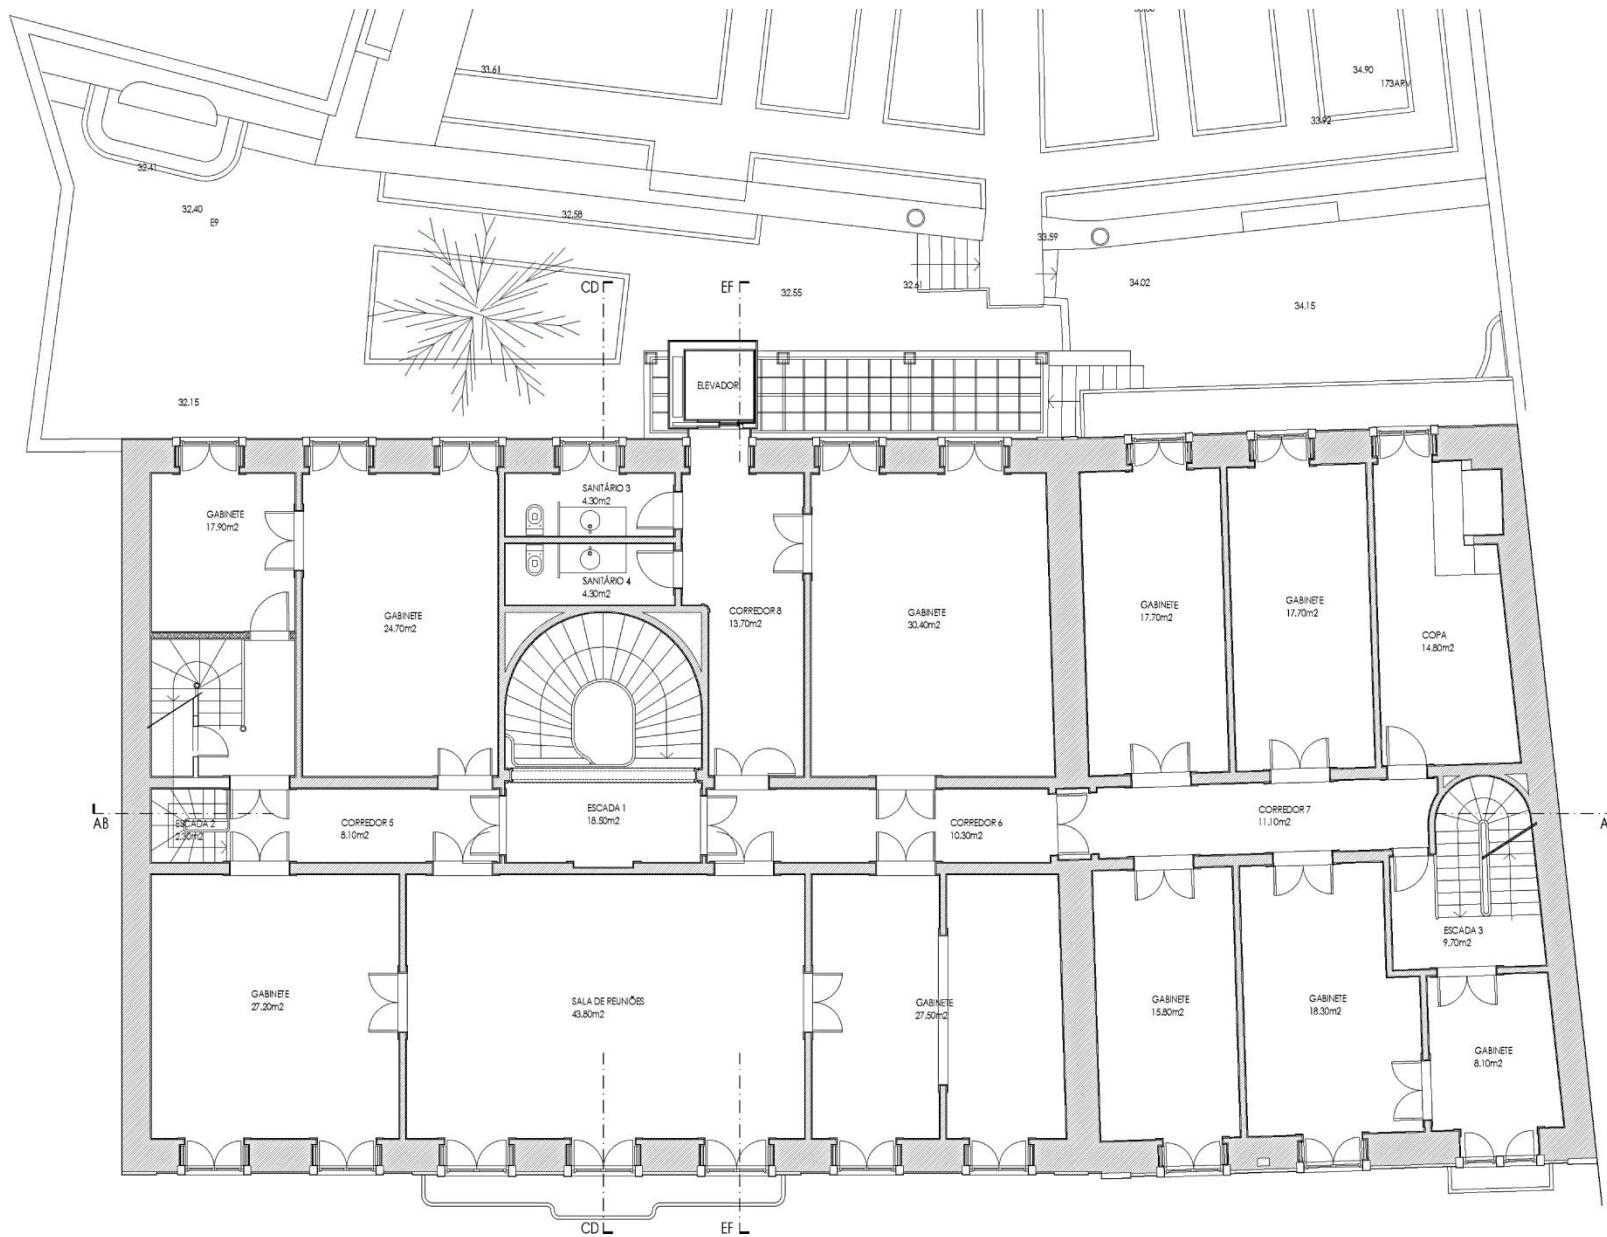 33.61
34.90
173ARV
33.92
32.41
32.40
E9
32.58
33.59
CD
EF
32.55
32.61
34.02
34.15
ELEVADOR
32.15
SANITÁRIO 3
4.30m2
GABINETE
17.90m2
SANITÁRIO 4
4.30m2
GABINETE
24.70m2
CORREDOR 8
13.70m2
GABINETE
30.40m2
GABINETE
17.70m2
GABINETE
17.70m2
COPA
14.80m2
AB
ESCADA 2
2.30m2
CORREDOR 5
8.10m2
ESCADA 1
18.50m2
CORREDOR 6
10.30m2
CORREDOR 7
11.10m2
A
ESCADA 3
9.70m2
GABINETE
27.20m2
SALA DE REUNIÕES
43.80m2
GABINETE
27.50m2
GABINETE
15.80m2
GABINETE
18.30m2
GABINETE
8.10m2
CD
EF